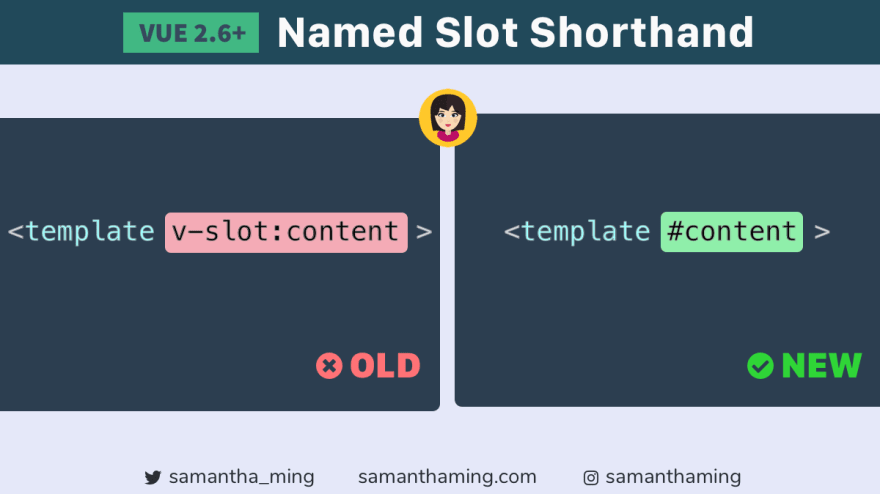 VUE 2.6+ Named Slot Shorthand
<template v-slot:content >
OLD
<template #content >
NEW
samantha_ming samanthaming.com samanthaming